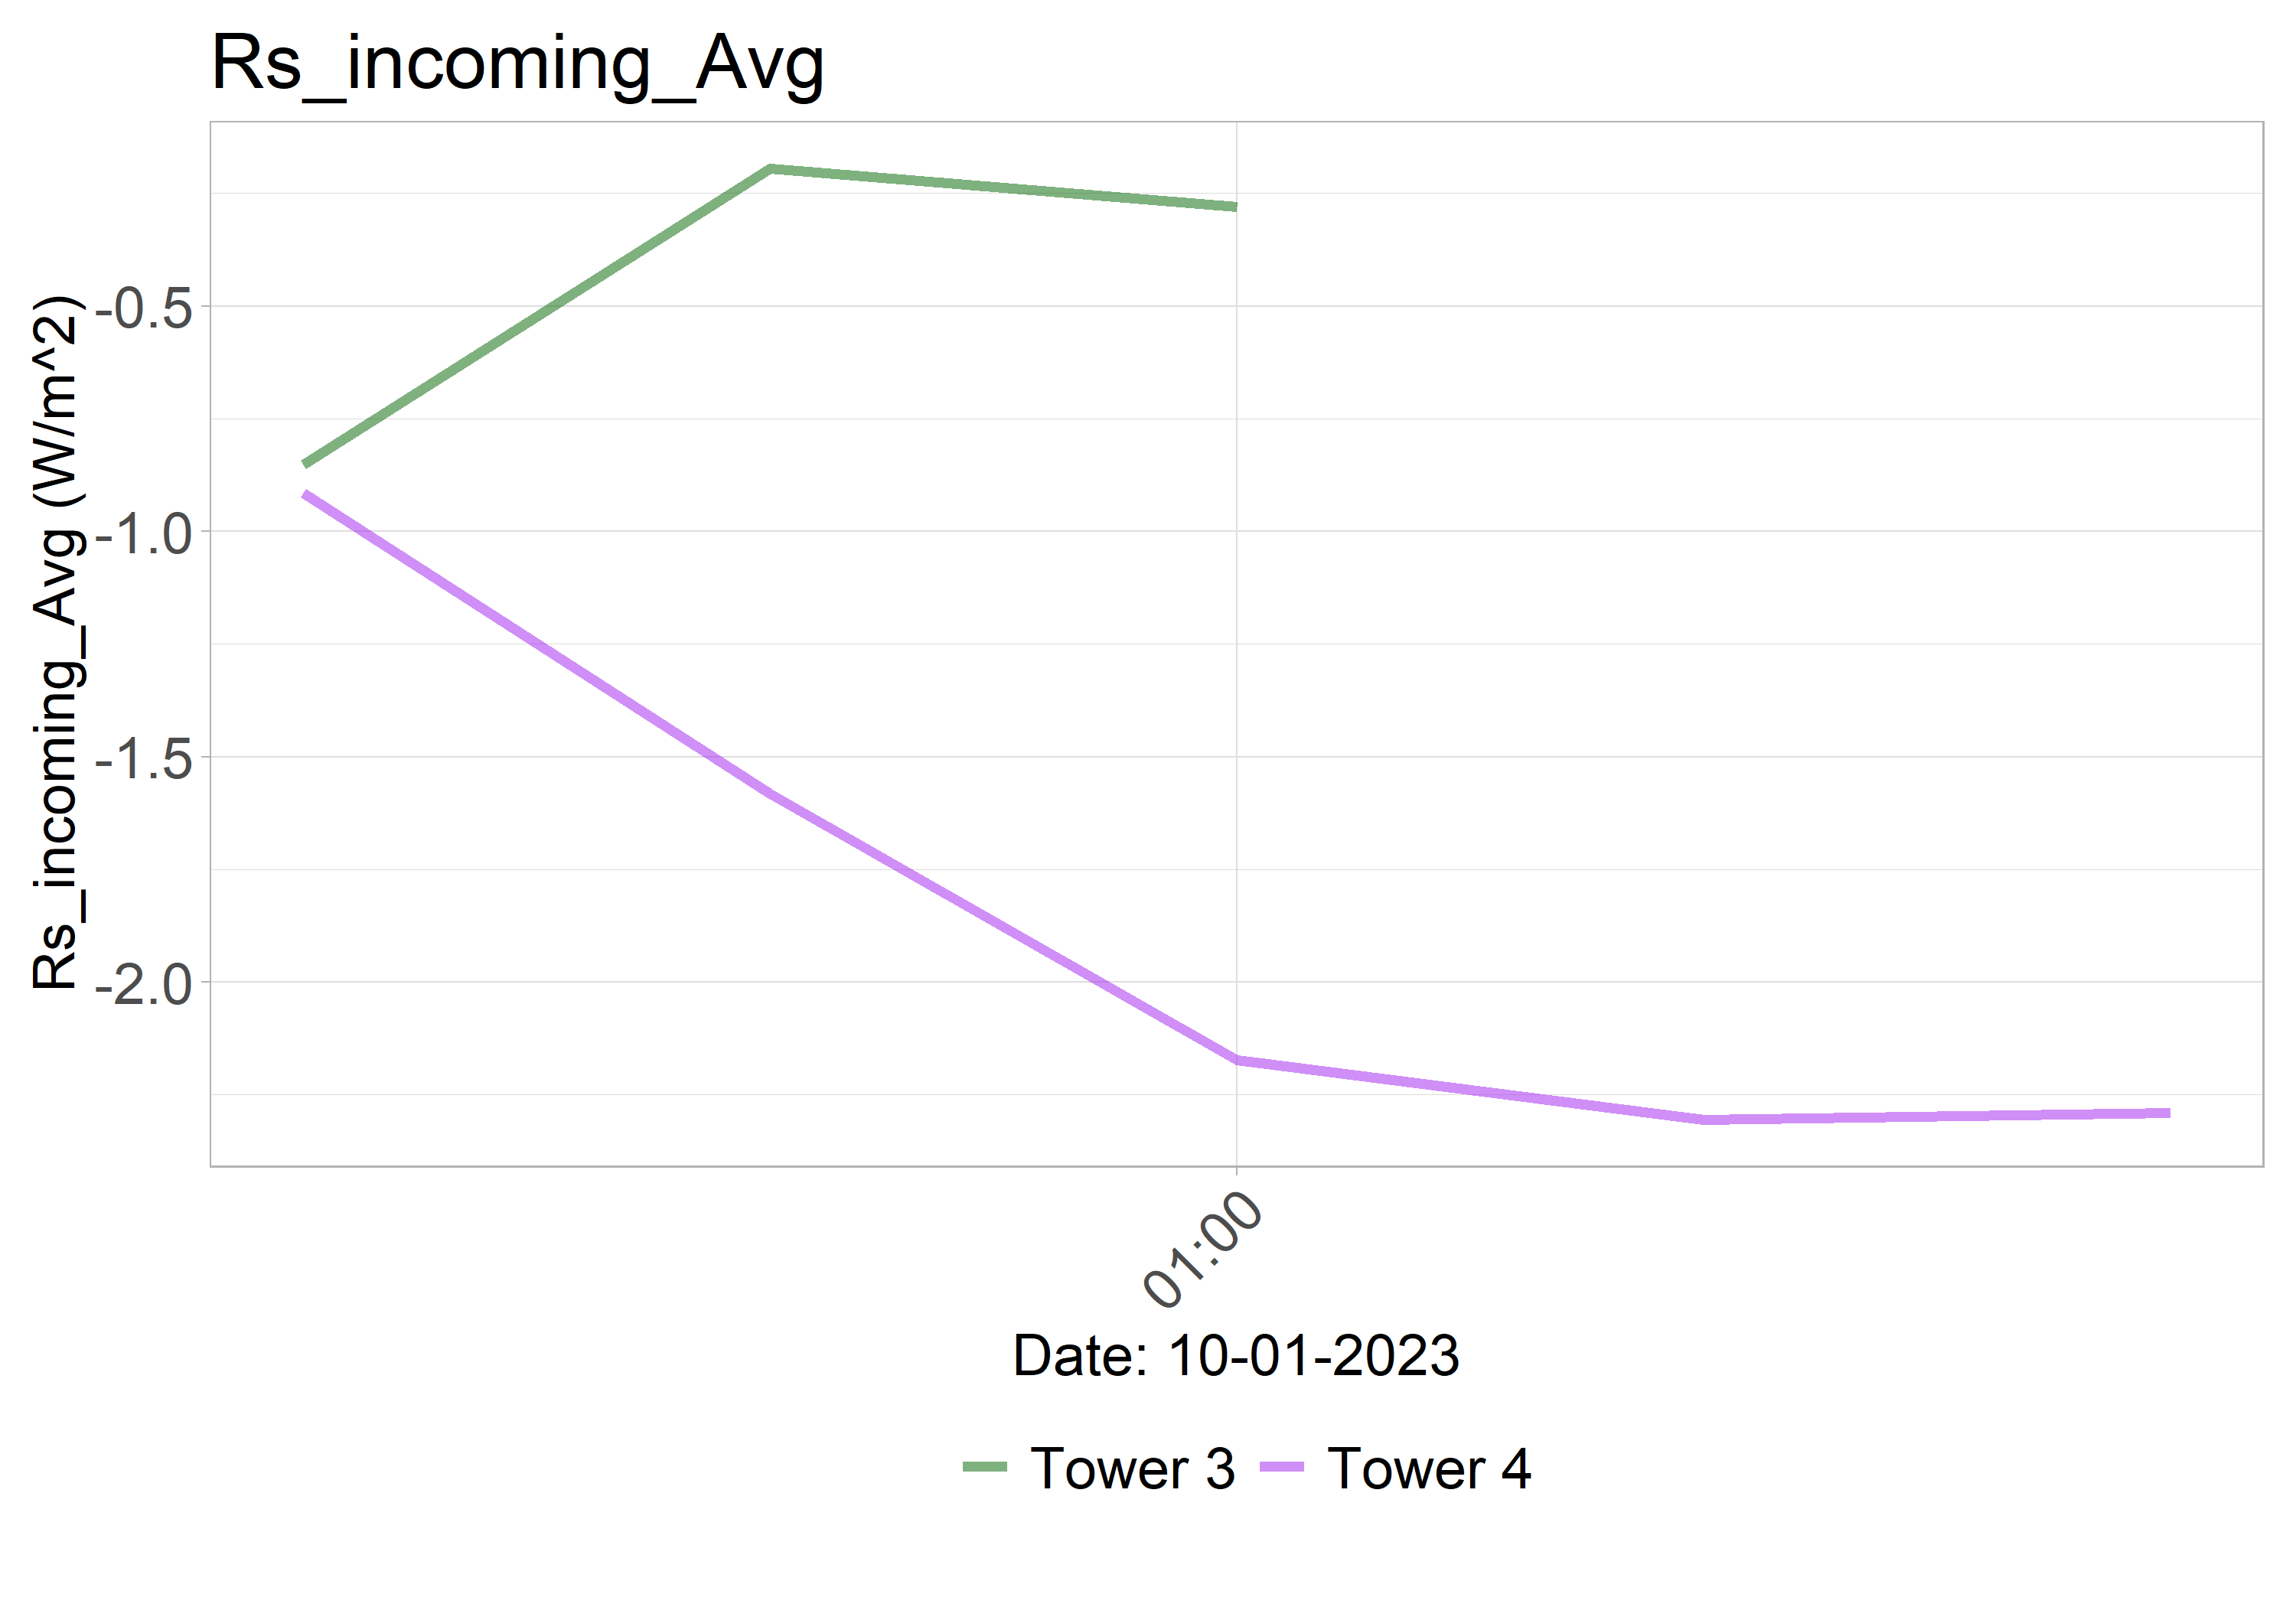 Rs_incoming_Avg
Rs_incoming_Avg (W/m^2)
-0.5
-1.0
-1.5
-2.0
01:00
Date: 10-01-2023
Tower 3 Tower 4